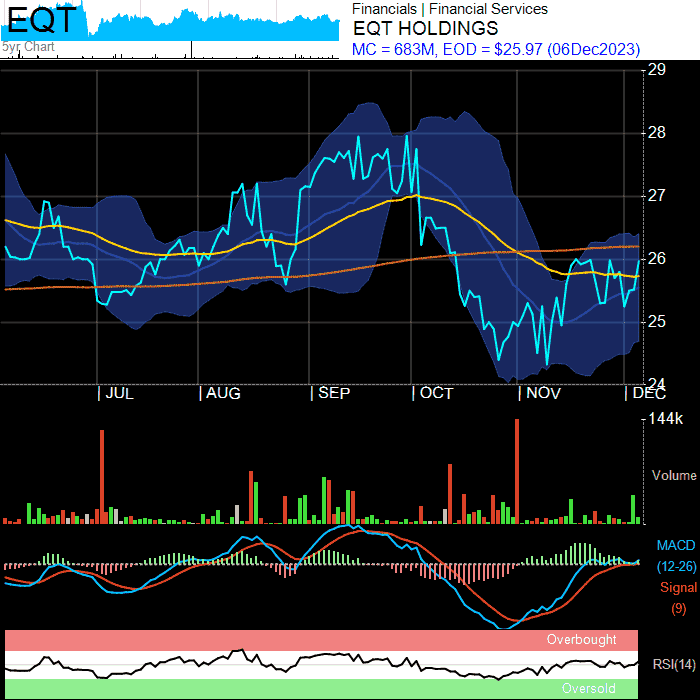 EQT
5yr Chart
Financials | Financial Services
EQT HOLDINGS
MC = 683M, EOD = $25.97 (06Dec2023)
29
28
27
26
25
24
| JUL
| AUG
| SEP
| OCT
| NOV
| DEC
144k
Volume
MACD
(12-26)
Signal
(9)
Overbought
RSI(14)
Oversold